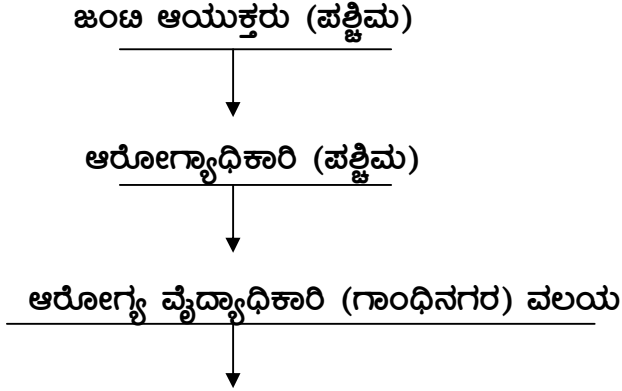 ಜಂಟಿ ಆಯುಕ್ತರು (ಪಶ್ಚಿಮ)
ಆರೋಗ್ಯಾಧಿಕಾರಿ (ಪಶ್ಚಿಮ)
ಆರೋಗ್ಯ ವೈದ್ಯಾಧಿಕಾರಿ (ಗಾಂಧಿನಗರ) ವಲಯ